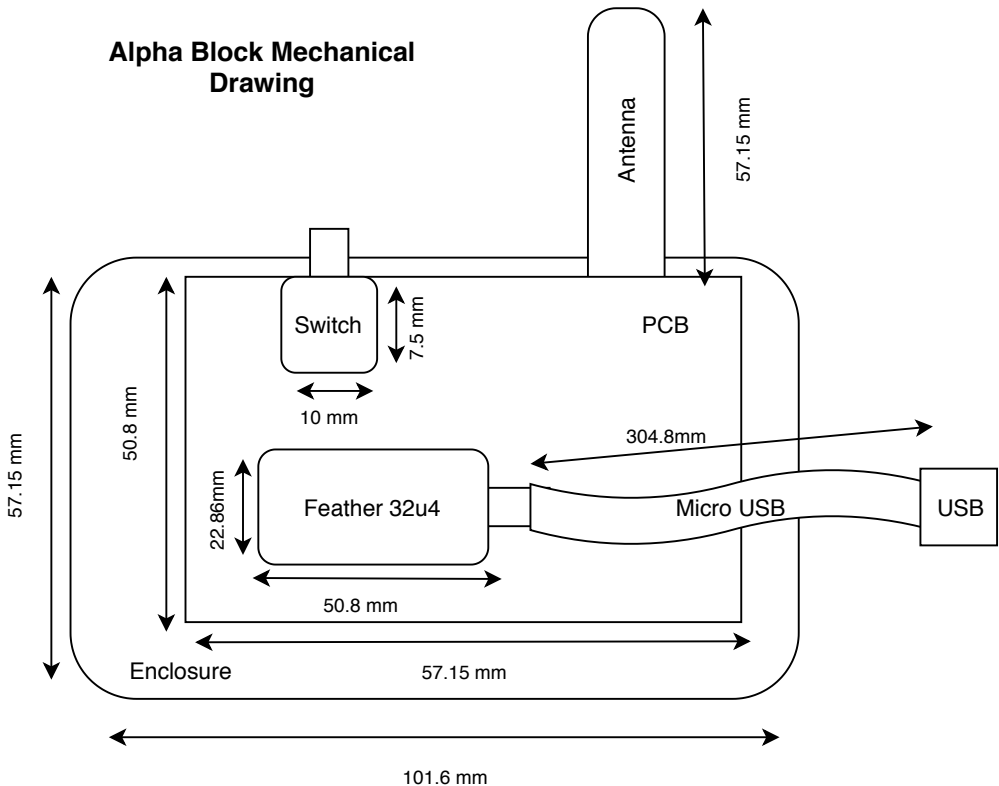 Alpha Block Mechanical
Drawing
Antenna
57.15 mm
Switch
7.5 mm
PCB
10 mm
50.8 mm
57.15 mm
304.8mm
22.86mm
Feather 32u4
Micro USB
USB
50.8 mm
Enclosure
57.15 mm
101.6 mm